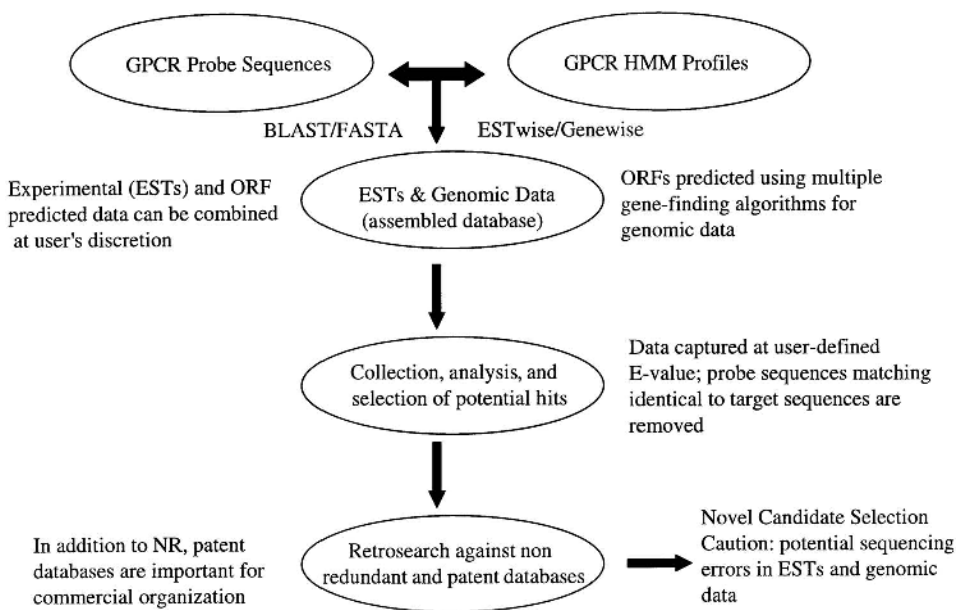 GPCR Probe Sequences
GPCR HMM Profiles
BLAST/FASTA
ESTwise/Genewise
Experimental (ESTs) and ORF
predicted data can be combined
at user's discretion
ESTs & Genomic Data
(assembled database)
ORFs predicted using multiple
gene-finding algorithms for
genomic data
Collection, analysis, and
selection of potential hits
Data captured at user-defined
E-value; probe sequences matching
identical to target sequences are
removed
In addition to NR, patent
databases are important for
commercial organization
Retrosearch against non
redundant and patent databases
Novel Candidate Selection
Caution: potential sequencing
errors in ESTs and genomic
data